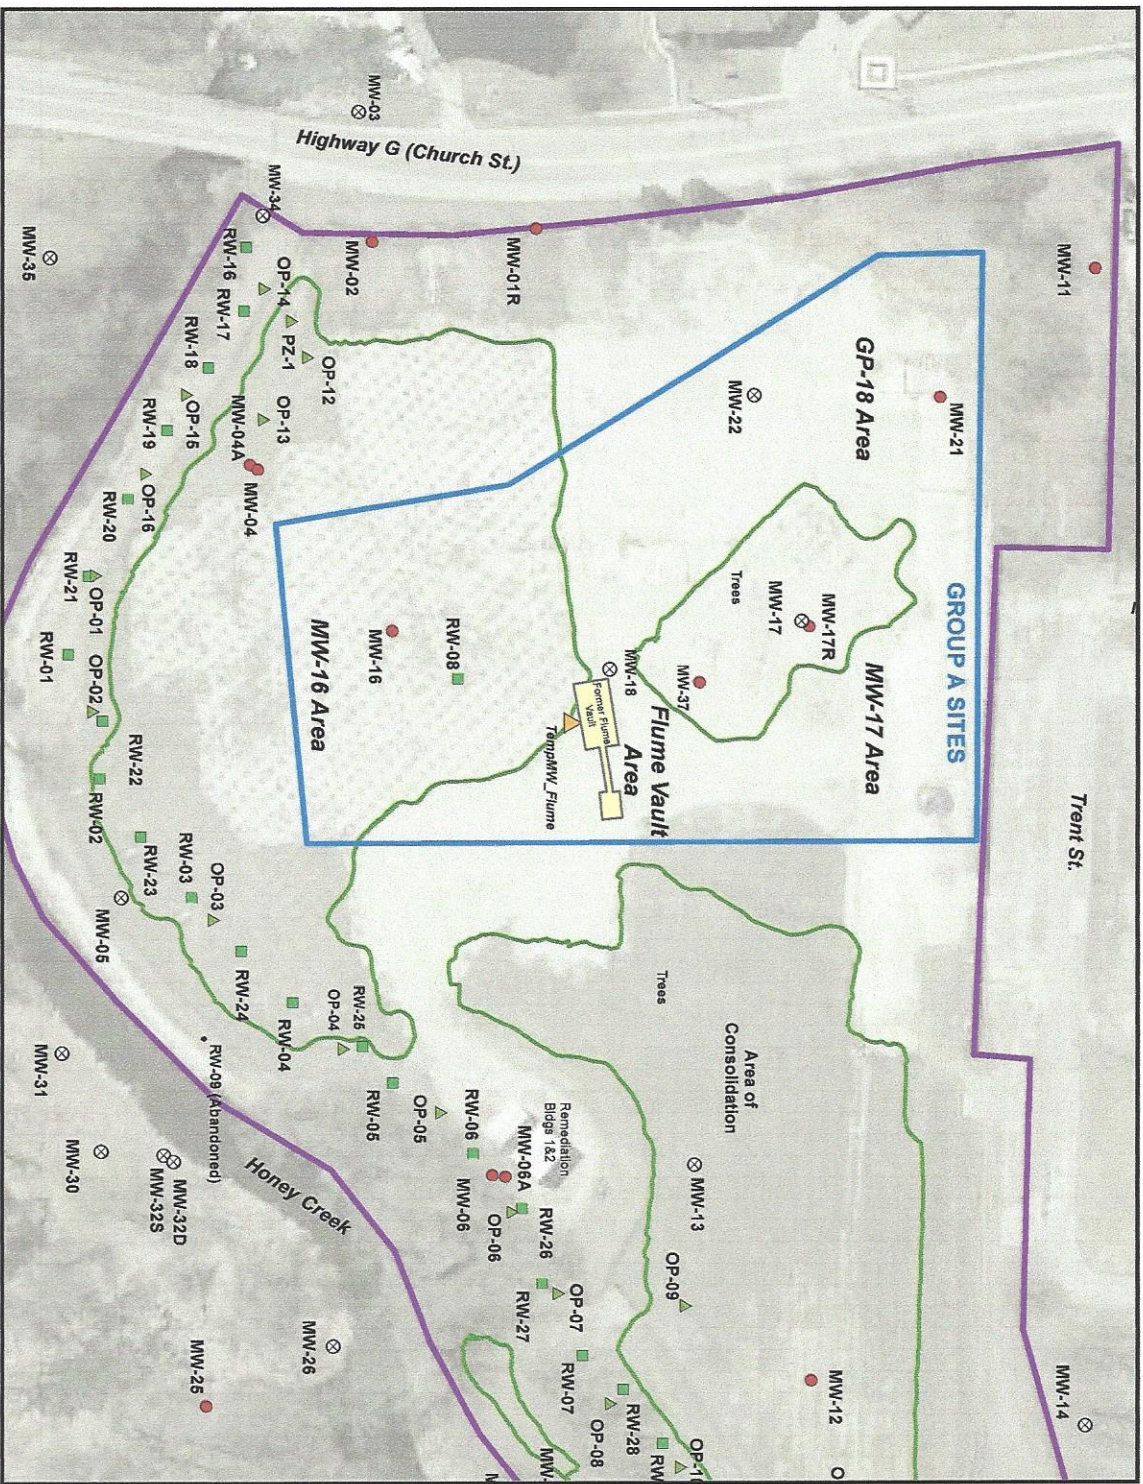 Trent St.
MW-14
MW-11
GROUP A SITES
MW-21
GP-18 Area
MW-17 Area
MW-17R
MW-17
Trees
MW-22
MW-37
MW-12
Area of
Consolidation
MW-13
OP-09
Trees
Flume Vault
Area
MW-18
Former Flume
Vault
TempMW_Flume
OP-10
RW
RW-28
OP-08
RW-07
OP-07
RW-27
MW-
Remediation
Bldgs 1&2
RW-26
MW-06A
OP-06
MW-06
RW-06
OP-05
RW-05
RW-25
OP-04
RW-04
RW-24
OP-03
RW-03
RW-23
MW-05
RW-02
RW-22
OP-02
RW-01
OP-01
RW-21
RW-08
MW-16
MW-16 Area
MW-01R
MW-02
Highway G (Church St.)
MW-03
MW-34
RW-16
OP-14
RW-17
PZ-1
OP-12
OP-13
RW-18
OP-15
MW-04A
MW-04
RW-19
OP-16
RW-20
MW-35
RW-09 (Abandoned)
Honey Creek
MW-31
MW-30
MW-32D
MW-32S
MW-26
MW-25
O